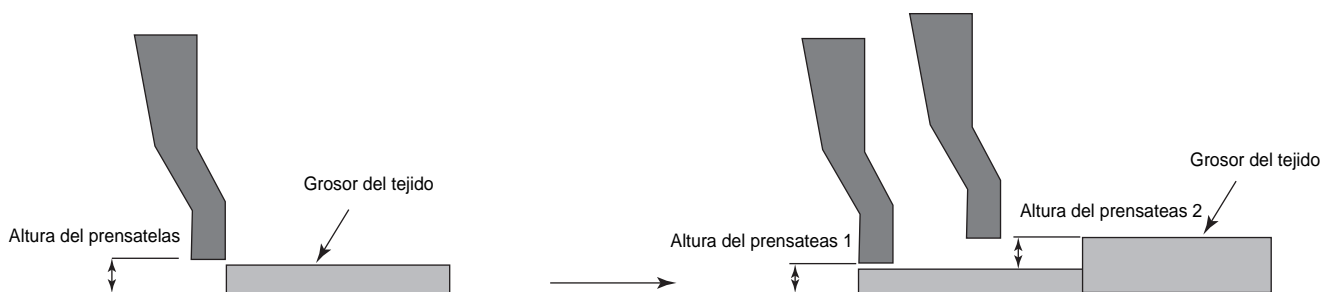 Grosor del tejido
Altura del prensatelas
Grosor del tejido
Altura del prensateas 2
Altura del prensateas 1